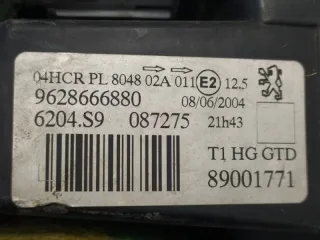 04HCR PL 8048 02A 011 E2 12.5
9628666880 08/06/2004
6204.S9 087275 21h43
T1 HG GTD
89001771